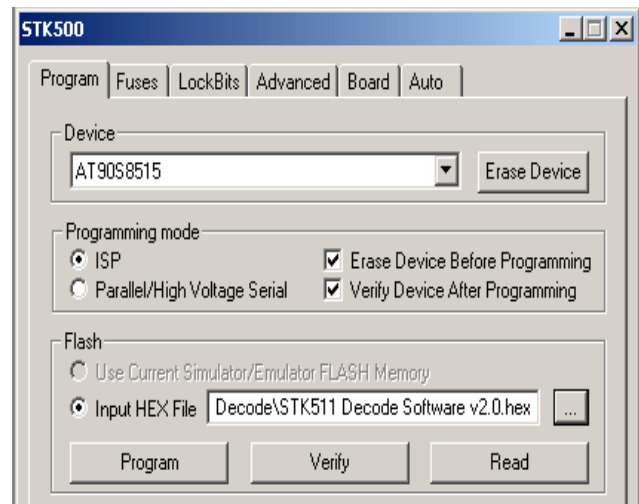 STK500
Program Fuses LockBits Advanced Board Auto
Device
AT90S8515 Erase Device
Programming mode
ISP Erase Device Before Programming
Parallel/High Voltage Serial Verify Device After Programming
Flash
Use Current Simulator/Emulator FLASH Memory
Input HEX File Decode\STK511 Decode Software v2.0.hex ...
Program Verify Read